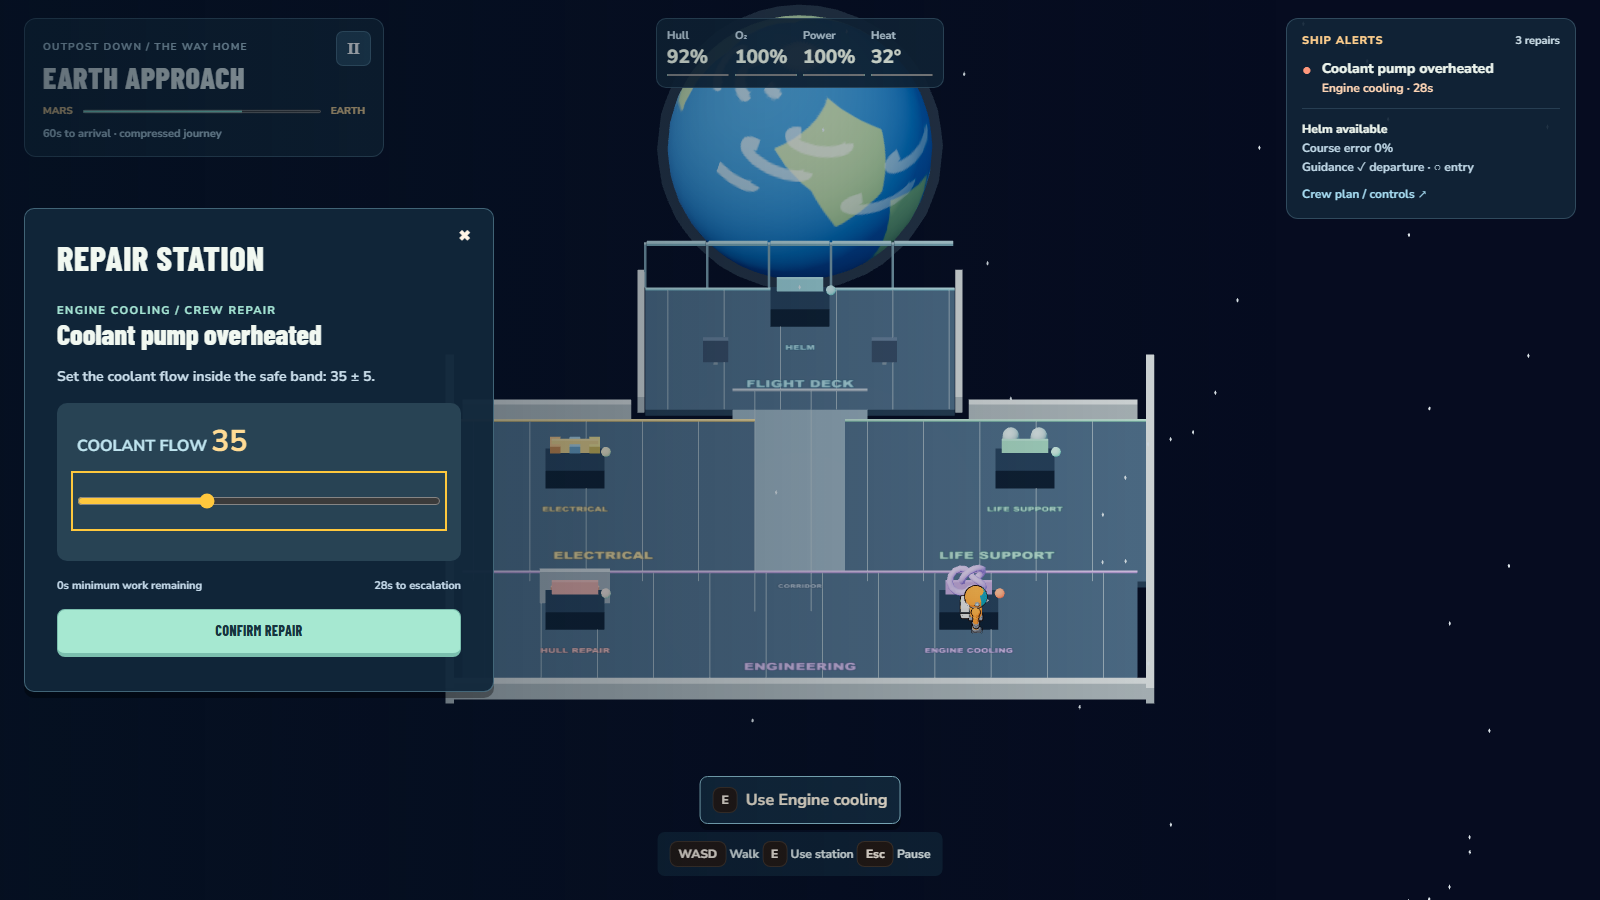 OUTPOST DOWN / THE WAY HOME
II
EARTH APPROACH
MARS
EARTH
60s to arrival · compressed journey
Hull
92%
O₂
100%
Power
100%
Heat
32°
SHIP ALERTS
3 repairs
Coolant pump overheated
Engine cooling · 28s
Helm available
Course error 0%
Guidance ✓ departure · ○ entry
Crew plan / controls ↗
REPAIR STATION
✖
ENGINE COOLING / CREW REPAIR
Coolant pump overheated
Set the coolant flow inside the safe band: 35 ± 5.
COOLANT FLOW 35
0s minimum work remaining
28s to escalation
CONFIRM REPAIR
HELM
FLIGHT DECK
ELECTRICAL
LIFE SUPPORT
ELECTRICAL
LIFE SUPPORT
CORRIDOR
HULL REPAIR
ENGINE COOLING
ENGINEERING
E Use Engine cooling
WASD Walk E Use station Esc Pause